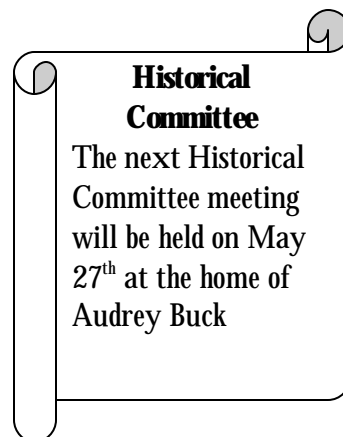 Historical
Committee
The next Historical
Committee meeting
will be held on May
27th at the home of
Audrey Buck